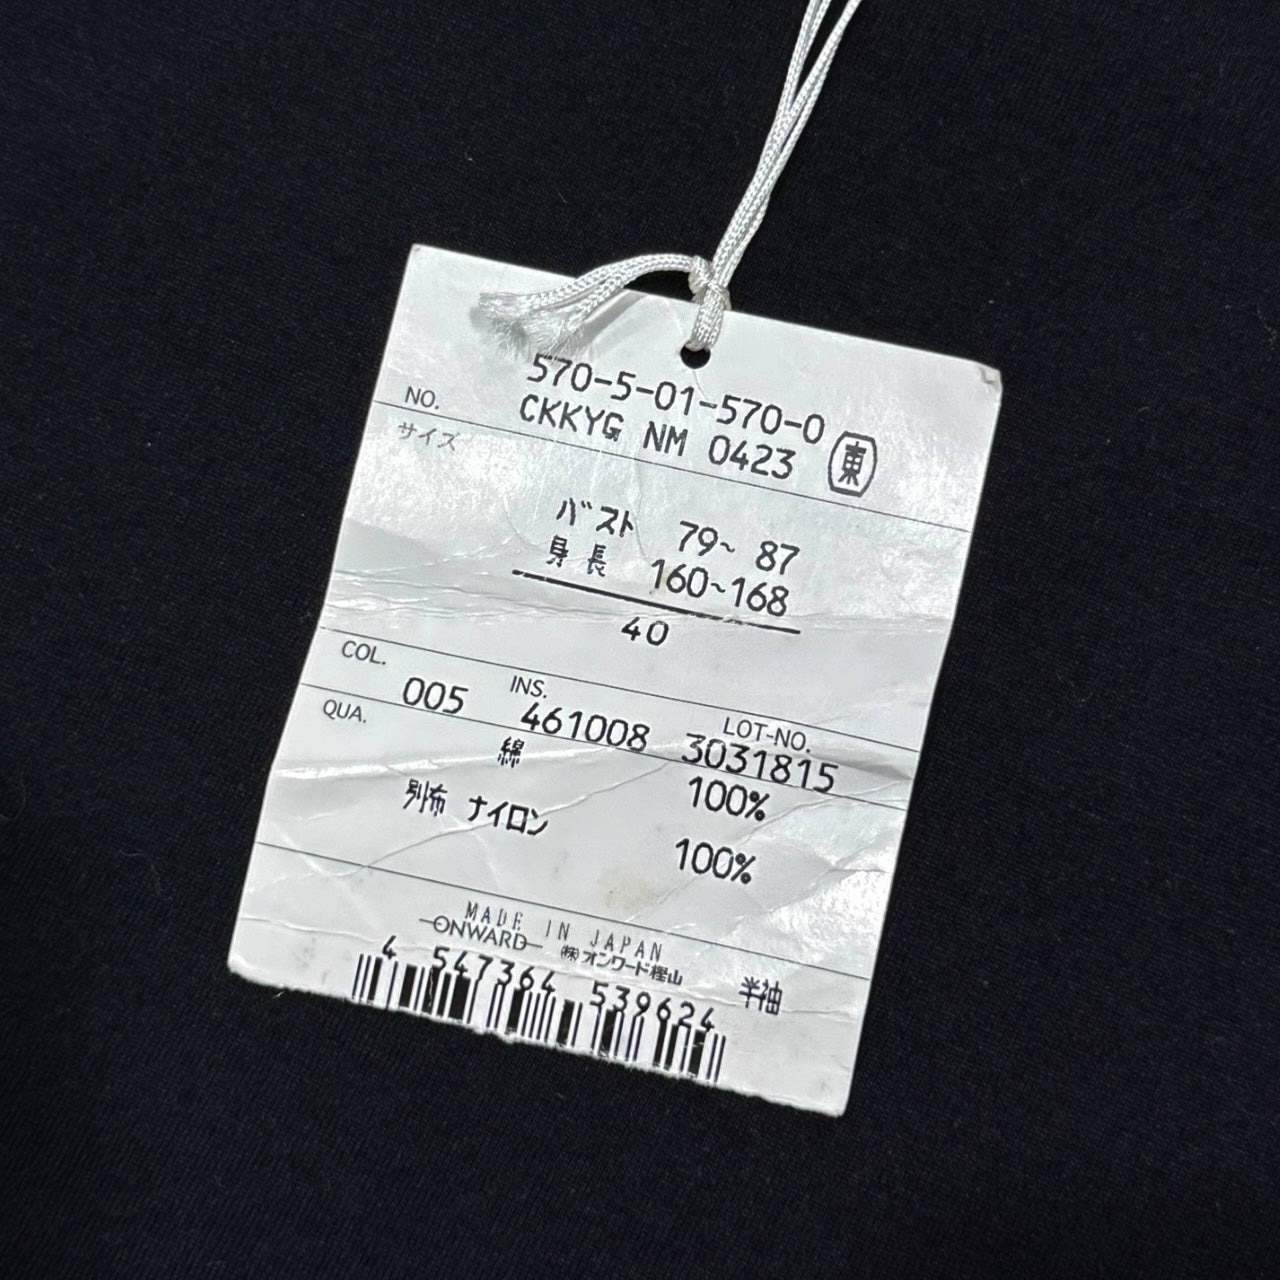 570-5-01-570-0
NO. CKKYG NM 0423 東
サイズ
バスト 79~ 87
身長 160~168
40
COL. 005 INS. 461008 LOT-NO. 3031815
QUA. 綿 100%
別布 ナイロン 100%
MADE IN JAPAN
ONWARD (株)オンワード樫山 半袖
4 547364 539624